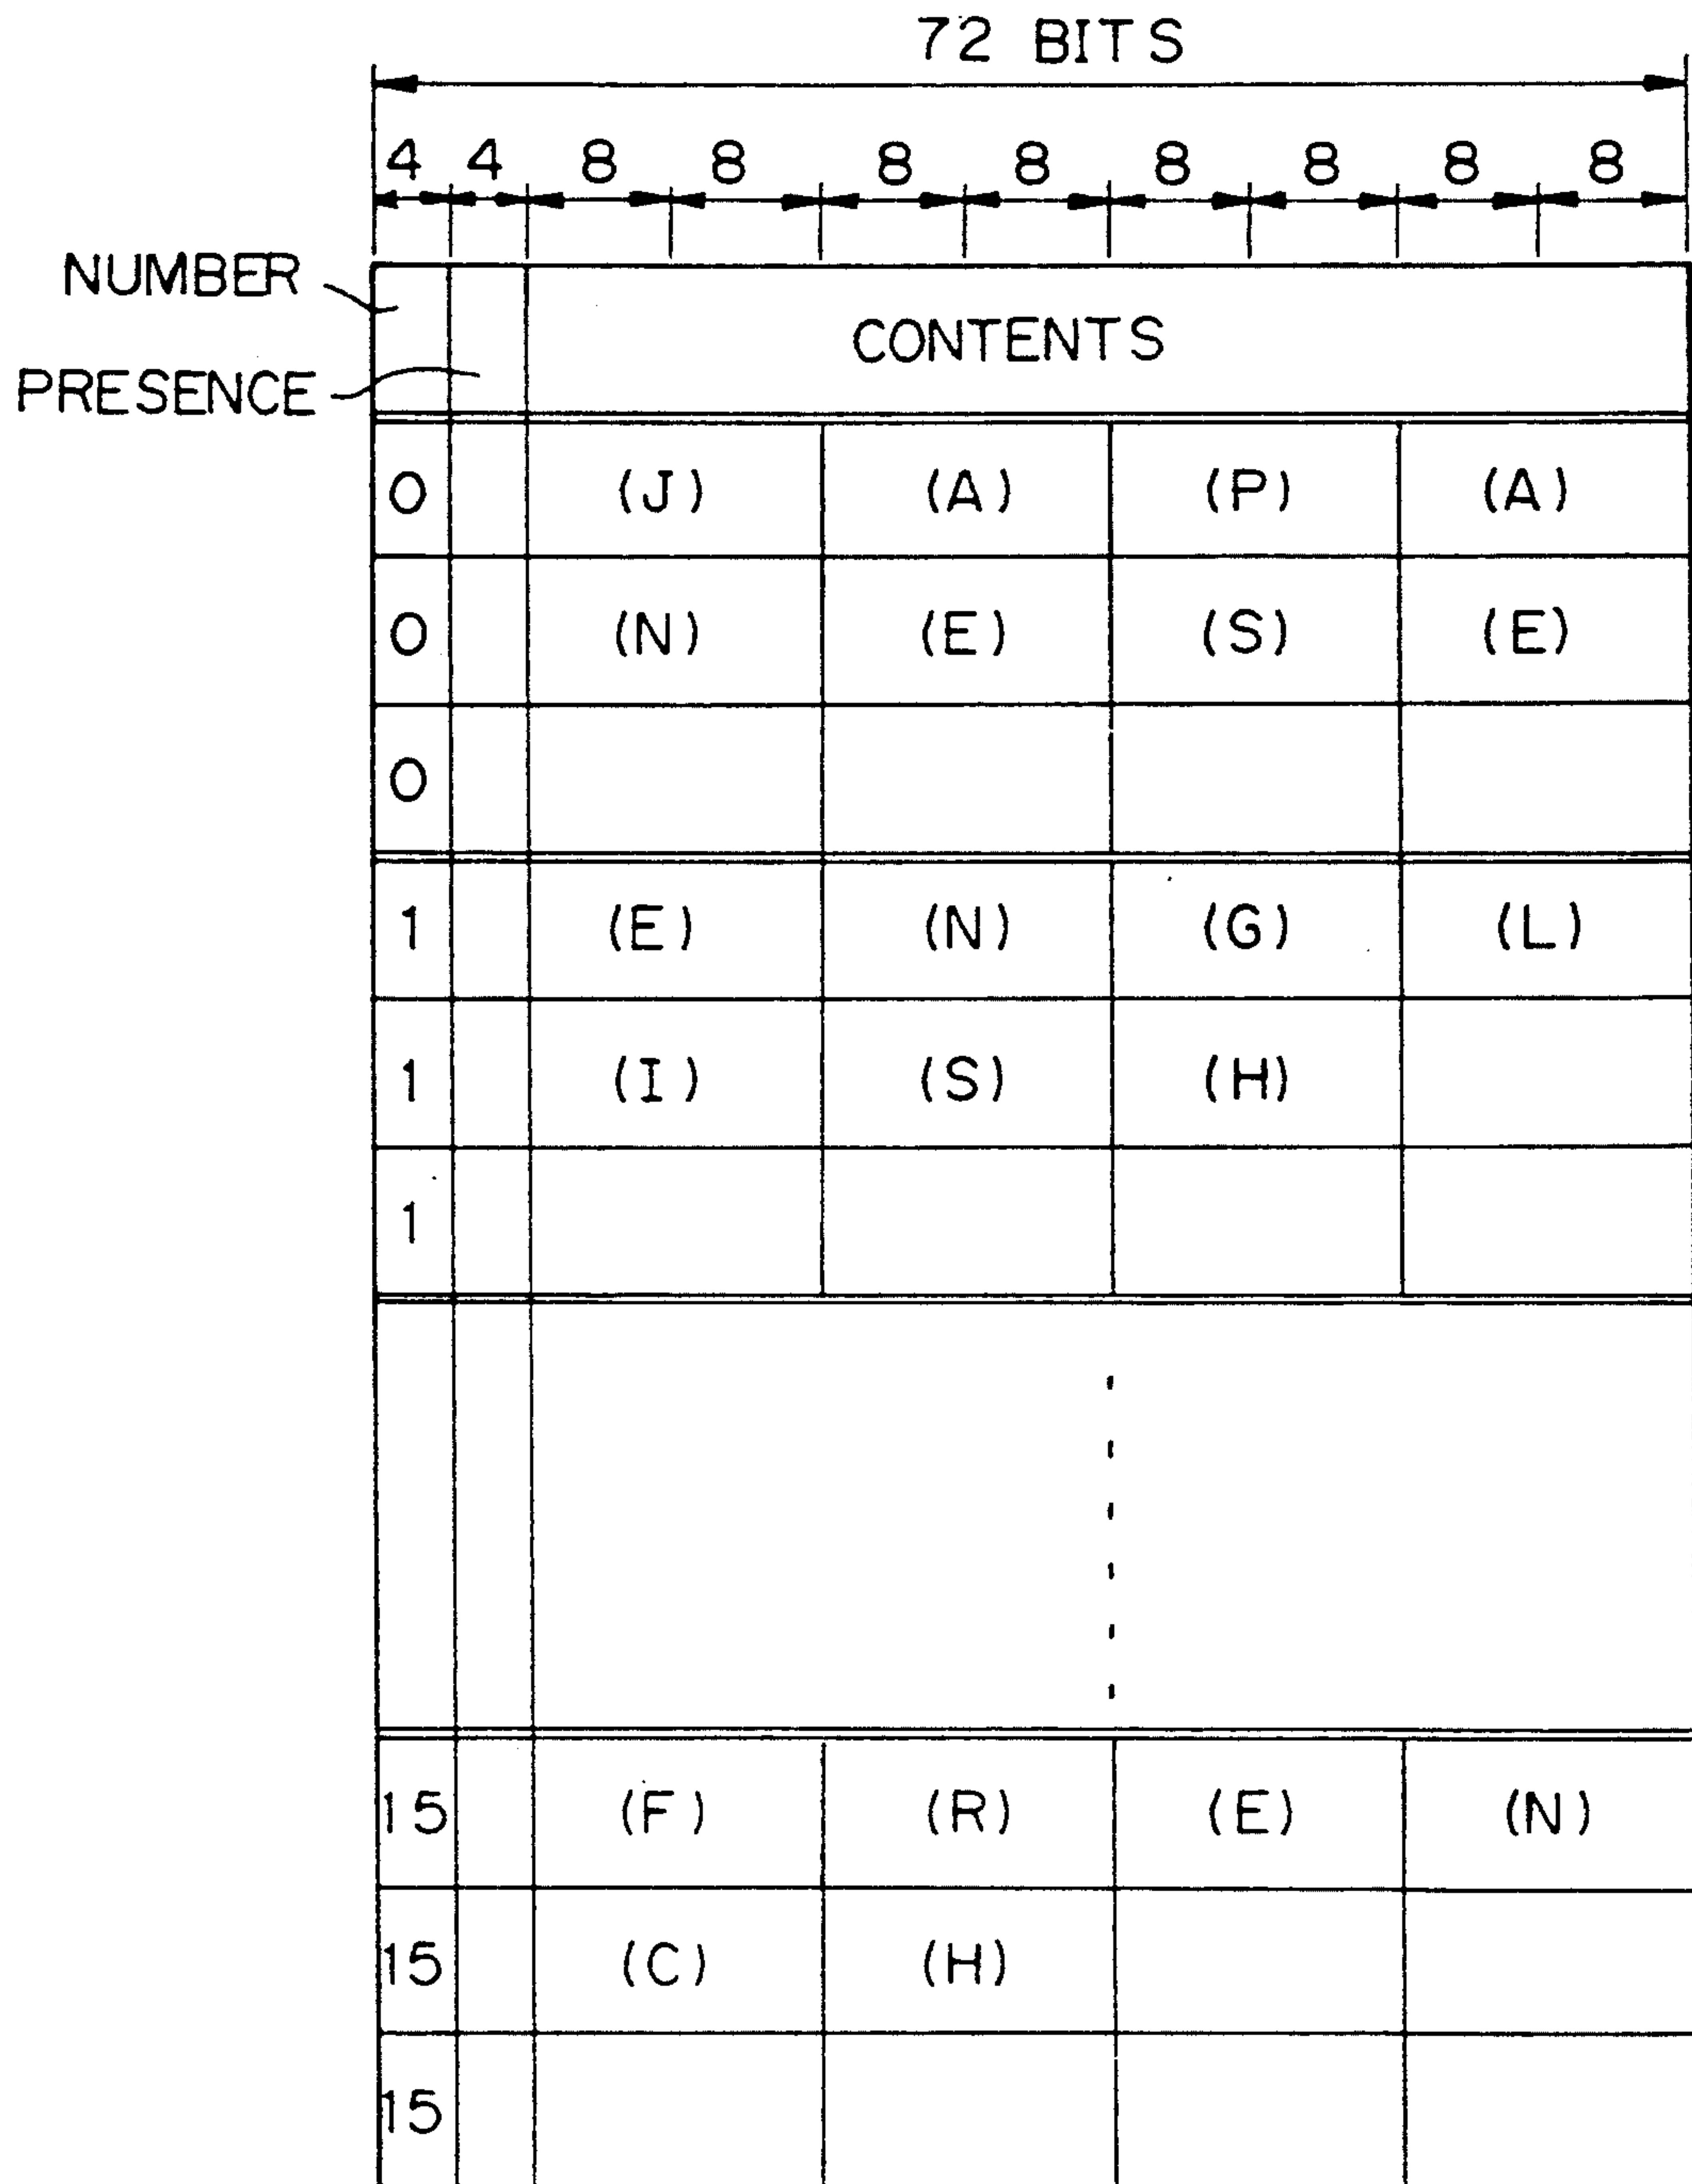 72 BITS
4 4 8 8 8 8 8 8 8 8
NUMBER
CONTENTS
PRESENCE
0 (J) (A) (P) (A)
0 (N) (E) (S) (E)
0
1 (E) (N) (G) (L)
1 (I) (S) (H)
1
15 (F) (R) (E) (N)
15 (C) (H)
15